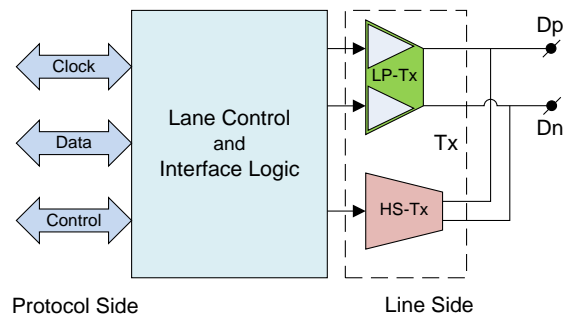 Clock
Data
Control
Lane Control
and
Interface Logic
LP-Tx
Tx
HS-Tx
Dp
Dn
Protocol Side
Line Side